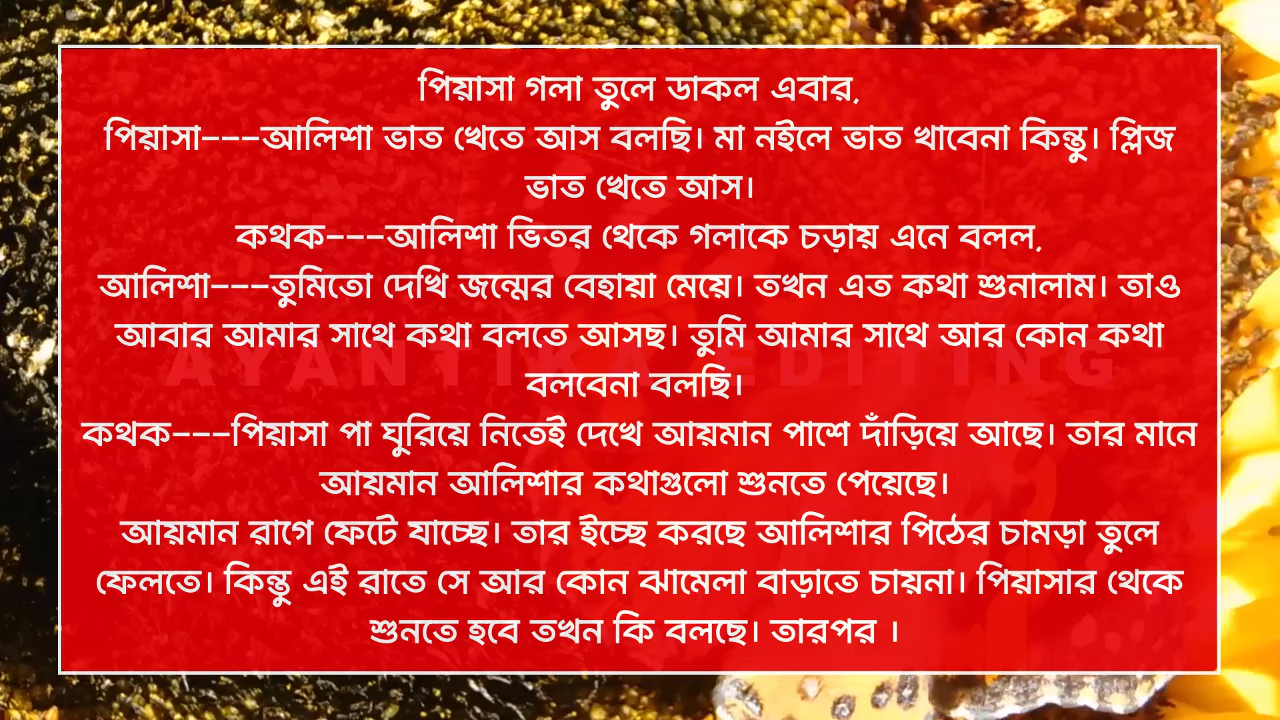 পিয়াসা গলা তুলে ডাকল এবার,
পিয়াসা---আলিশা ভাত খেতে আস বলছি। মা নইলে ভাত খাবেনা কিন্তু। প্লিজ
ভাত খেতে আস।
কথক---আলিশা ভিতর থেকে গলাকে চড়ায় এনে বলল,
আলিশা---তুমিতো দেখি জন্মের বেহায়া মেয়ে। তখন এত কথা শুনালাম। তাও
আবার আমার সাথে কথা বলতে আসছ। তুমি আমার সাথে আর কোন কথা
বলবেনা বলছি।
AYANTIKA EDITING
কথক---পিয়াসা পা ঘুরিয়ে নিতেই দেখে আয়মান পাশে দাঁড়িয়ে আছে। তার মানে
আয়মান আলিশার কথাগুলো শুনতে পেয়েছে।
আয়মান রাগে ফেটে যাচ্ছে। তার ইচ্ছে করছে আলিশার পিঠের চামড়া তুলে
ফেলতে। কিন্তু এই রাতে সে আর কোন ঝামেলা বাড়াতে চায়না। পিয়াসার থেকে
শুনতে হবে তখন কি বলছে। তারপর ।